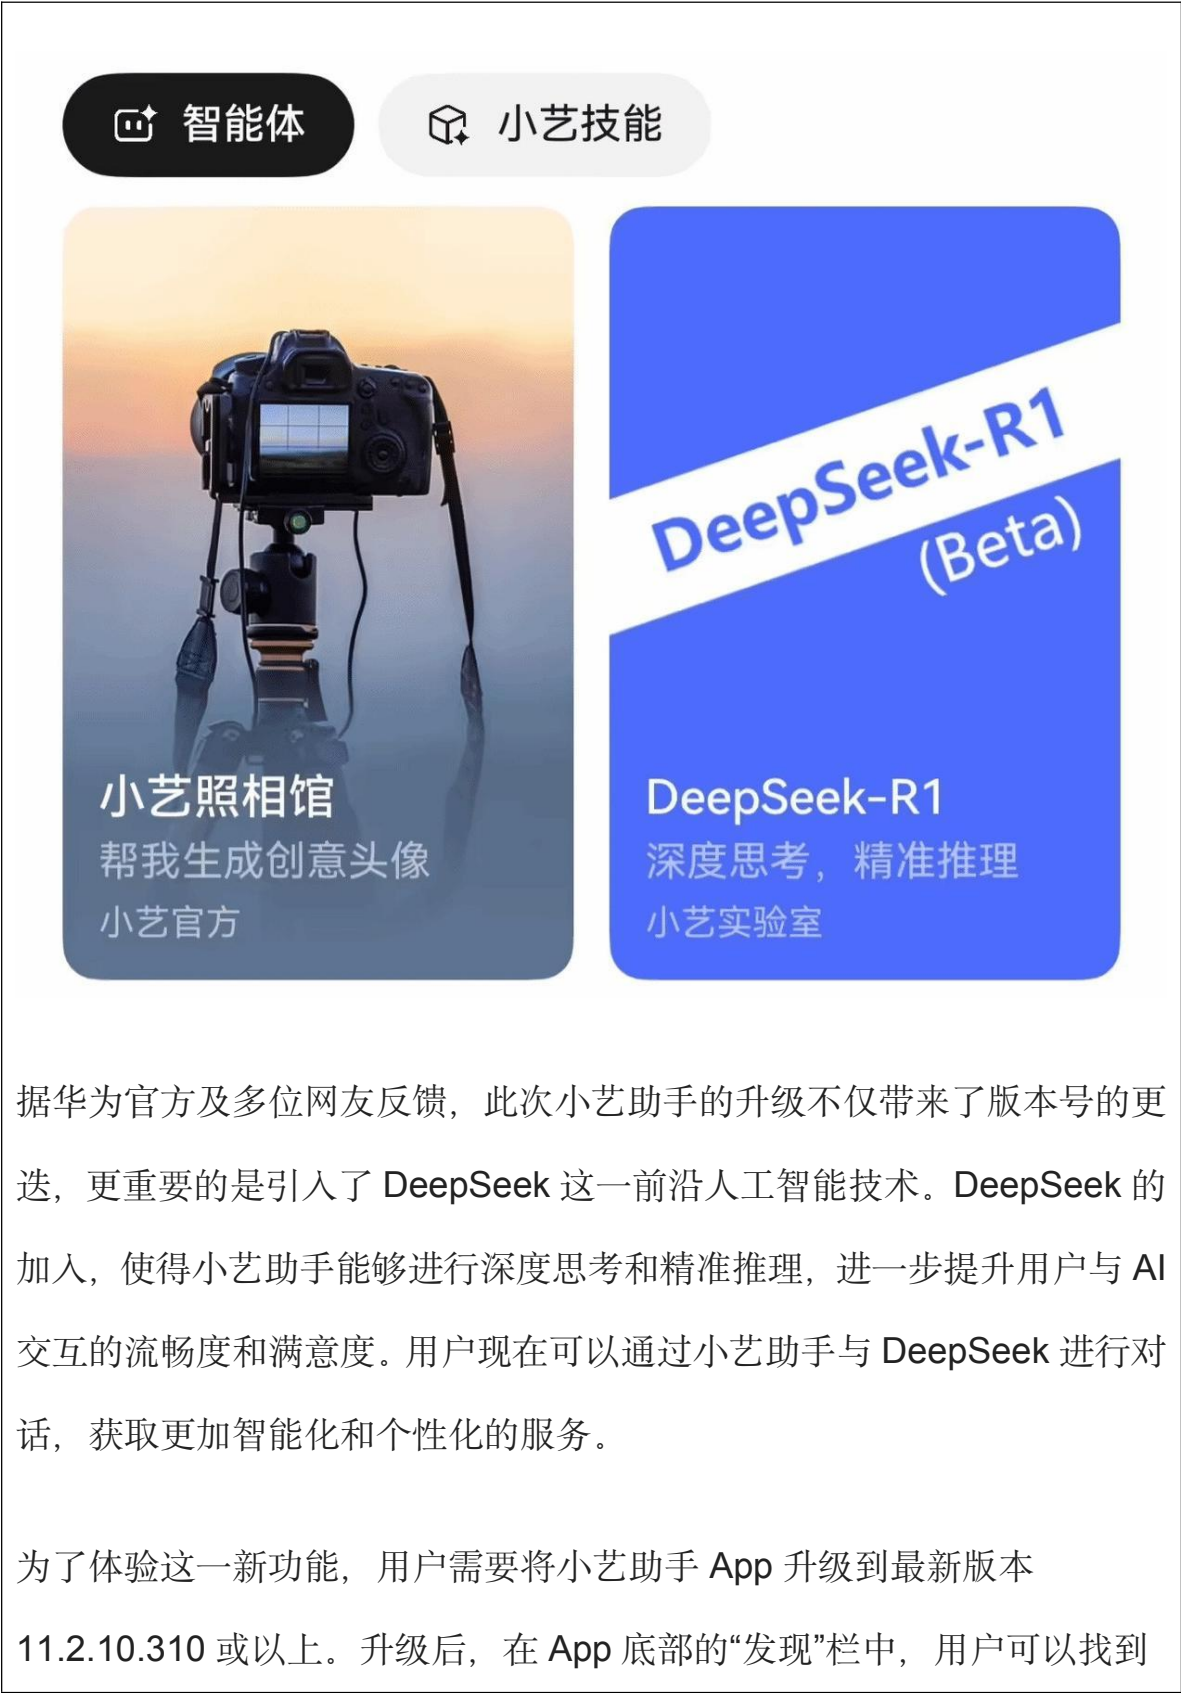 智能体 小艺技能
DeepSeek-R1
(Beta)
小艺照相馆
帮我生成创意头像
小艺官方
DeepSeek-R1
深度思考，精准推理
小艺实验室
据华为官方及多位网友反馈，此次小艺助手的升级不仅带来了版本号的更
迭，更重要的是引入了 DeepSeek 这一前沿人工智能技术。DeepSeek 的
加入，使得小艺助手能够进行深度思考和精准推理，进一步提升用户与 AI
交互的流畅度和满意度。用户现在可以通过小艺助手与 DeepSeek 进行对
话，获取更加智能化和个性化的服务。
为了体验这一新功能，用户需要将小艺助手 App 升级到最新版本
11.2.10.310 或以上。升级后，在 App 底部的“发现”栏中，用户可以找到